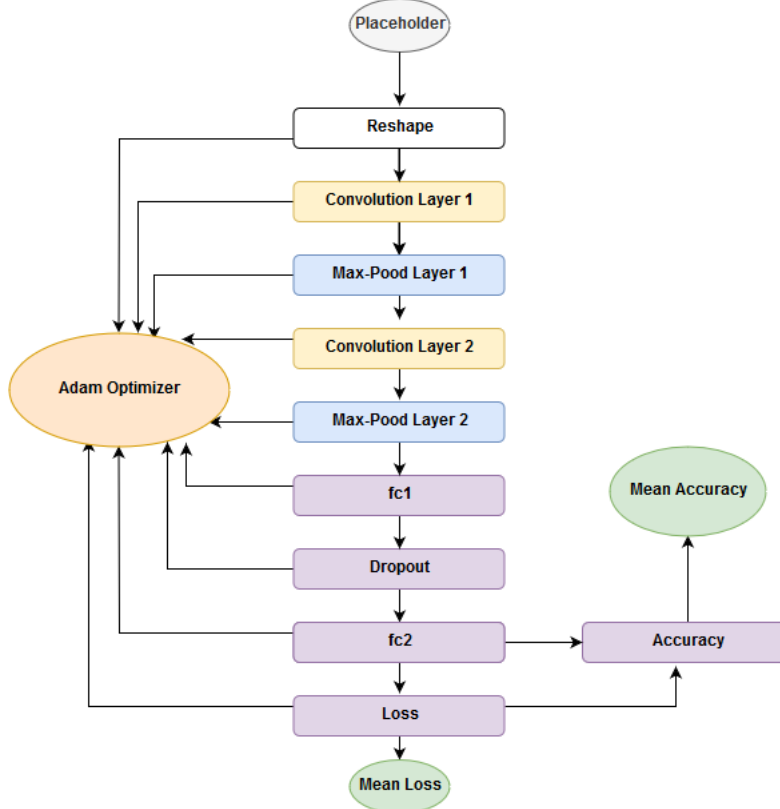 Placeholder
Reshape
Convolution Layer 1
Max-Pood Layer 1
Convolution Layer 2
Adam Optimizer
Max-Pood Layer 2
fc1
Mean Accuracy
Dropout
fc2
Accuracy
Loss
Mean Loss